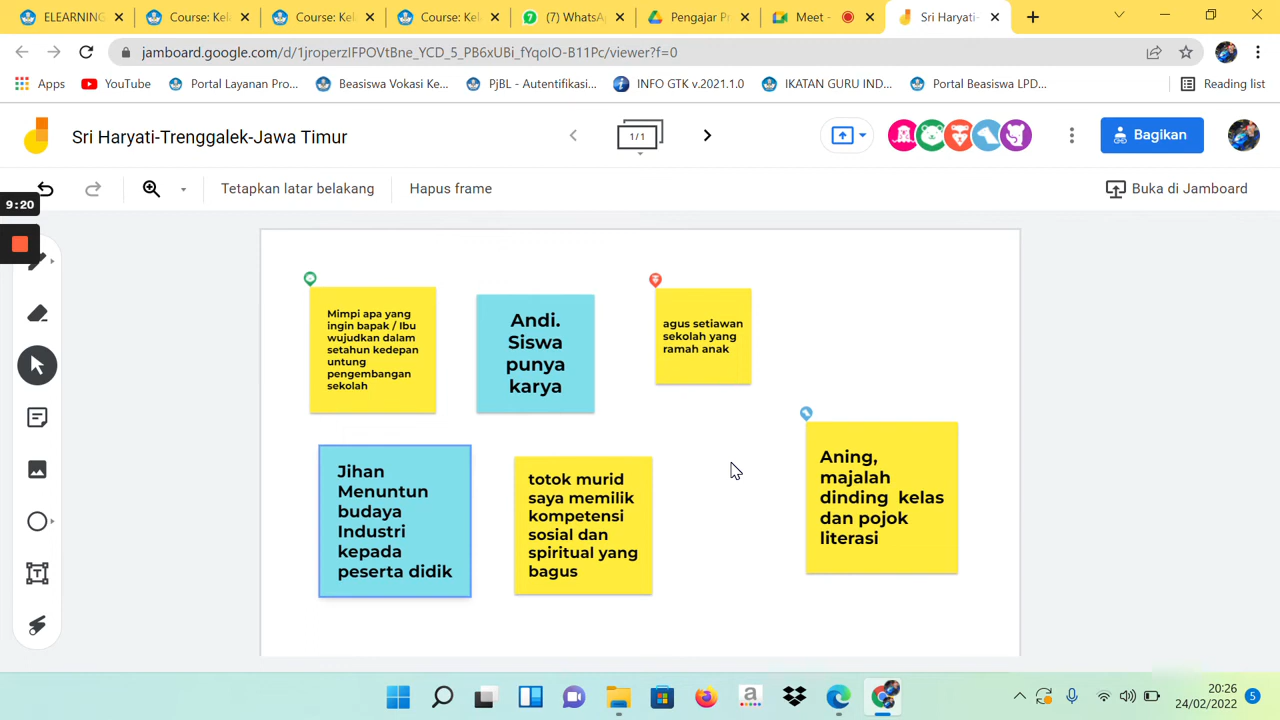 ELEARNING
Course: Kel
Course: Kel
Course: Kel
(7) WhatsA
Pengajar Pr
Meet -
Sri Haryati-
jamboard.google.com/d/1jroperzIFPOVtBne_YCD_5_PB6xUBi_fYqoIO-B11Pc/viewer?f=0
Apps
YouTube
Portal Layanan Pro...
Beasiswa Vokasi Ke...
PjBL - Autentifikasi...
INFO GTK v.2021.1.0
IKATAN GURU IND...
Portal Beasiswa LPD...
Reading list
Sri Haryati-Trenggalek-Jawa Timur
1/1
Bagikan
Tetapkan latar belakang
Hapus frame
Buka di Jamboard
9:20
Mimpi apa yang
ingin bapak / Ibu
wujudkan dalam
setahun kedepan
untung
pengembangan
sekolah
Andi.
Siswa
punya
karya
agus setiawan
sekolah yang
ramah anak
Jihan
Menuntun
budaya
Industri
kepada
peserta didik
totok murid
saya memilik
kompetensi
sosial dan
spiritual yang
bagus
Aning,
majalah
dinding kelas
dan pojok
literasi
20:26
24/02/2022
5